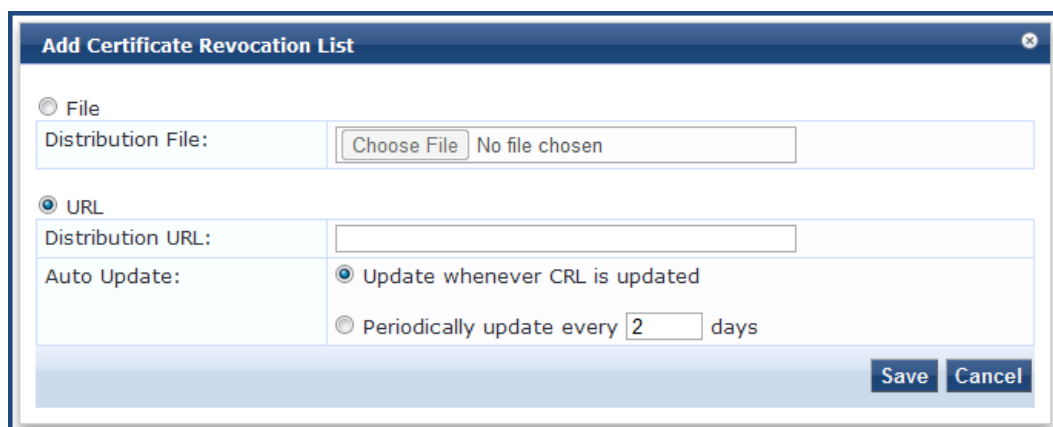 Add Certificate Revocation List
File
Distribution File: Choose File No file chosen
URL
Distribution URL:
Auto Update: Update whenever CRL is updated
Periodically update every 2 days
Save Cancel